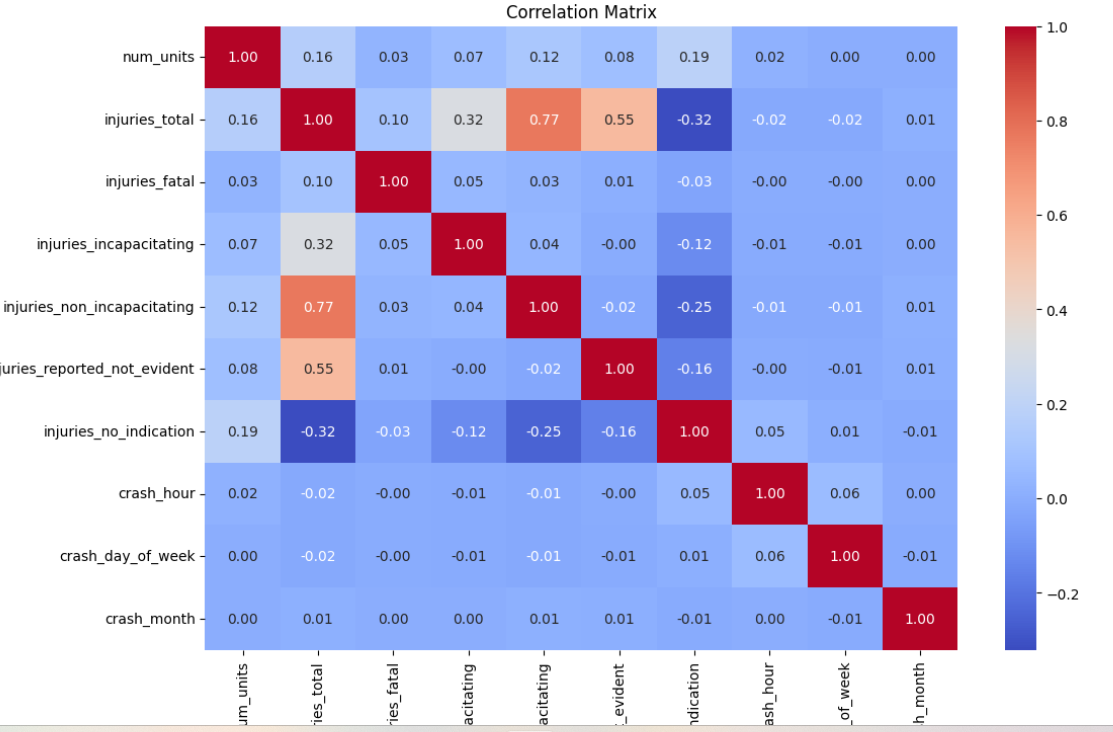 Correlation Matrix
num_units 1.00 0.16 0.03 0.07 0.12 0.08 0.19 0.02 0.00 0.00
injuries_total 0.16 1.00 0.10 0.32 0.77 0.55 -0.32 -0.02 -0.02 0.01
injuries_fatal 0.03 0.10 1.00 0.05 0.03 0.01 -0.03 -0.00 -0.00 0.00
injuries_incapacitating 0.07 0.32 0.05 1.00 0.04 -0.00 -0.12 -0.01 -0.01 0.00
injuries_non_incapacitating 0.12 0.77 0.03 0.04 1.00 -0.02 -0.25 -0.01 -0.01 0.01
juries_reported_not_evident 0.08 0.55 0.01 -0.00 -0.02 1.00 -0.16 -0.00 -0.01 0.01
injuries_no_indication 0.19 -0.32 -0.03 -0.12 -0.25 -0.16 1.00 0.05 0.01 -0.01
crash_hour 0.02 -0.02 -0.00 -0.01 -0.01 -0.00 0.05 1.00 0.06 0.00
crash_day_of_week 0.00 -0.02 -0.00 -0.01 -0.01 -0.01 0.01 0.06 1.00 -0.01
crash_month 0.00 0.01 0.00 0.00 0.01 0.01 -0.01 0.00 -0.01 1.00
um_units
ries_total
ries_fatal
acitating
acitating
_evident
ndication
ash_hour
_of_week
h_month
1.0
0.8
0.6
0.4
0.2
0.0
−0.2